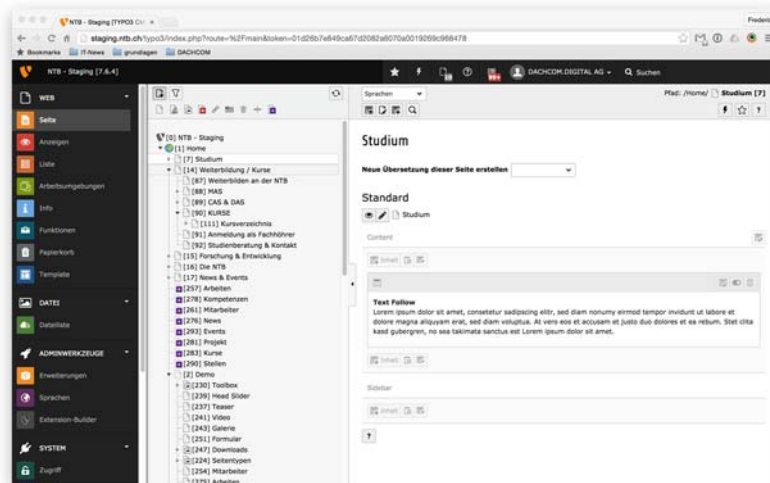 NTB - Staging [TYPO3 CM
Frederic
staging.ntb.ch/typo3/index.php?route=%2Fmain&token=01d26b7e849ca67d2082a6070a0019269c968478
Bookmarks IT-News grundlagen DACHCOM
NTB - Staging [7.6.4]
DACHCOM.DIGITAL AG
Suchen
WEB
Seite
Anzeigen
Liste
Arbeitsumgebungen
Info
Funktionen
Papierkorb
Template
DATEI
Dateiliste
ADMINWERKZEUGE
Erweiterungen
Sprachen
Extension-Builder
SYSTEM
Zugriff
[0] NTB - Staging
[1] Home
[7] Studium
[14] Weiterbildung / Kurse
[87] Weiterbilden an der NTB
[88] MAS
[89] CAS & DAS
[90] KURSE
[111] Kursverzeichnis
[91] Anmeldung als Fachhörer
[92] Studienberatung & Kontakt
[15] Forschung & Entwicklung
[16] Die NTB
[17] News & Events
[257] Arbeiten
[278] Kompetenzen
[261] Mitarbeiter
[276] News
[293] Events
[281] Projekt
[283] Kurse
[290] Stellen
[2] Demo
[230] Toolbox
[239] Head Slider
[237] Teaser
[241] Video
[243] Galerie
[251] Formular
[247] Downloads
[224] Seitentypen
[254] Mitarbeiter
[275] Arbeiten
Sprachen
Pfad: /Home/ Studium [7]
Studium
Neue Übersetzung dieser Seite erstellen
Standard
Studium
Content
Inhalt
Text Follow
Lorem ipsum dolor sit amet, consetetur sadipscing elitr, sed diam nonumy eirmod tempor invidunt ut labore et
dolore magna aliquyam erat, sed diam voluptua. At vero eos et accusam et justo duo dolores et ea rebum. Stet clita
kasd gubergren, no sea takimata sanctus est Lorem ipsum dolor sit amet.
Inhalt
Sidebar
Inhalt
?